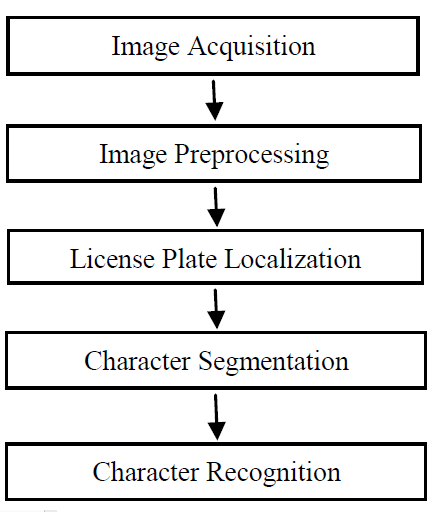 Image Acquisition
Image Preprocessing
License Plate Localization
Character Segmentation
Character Recognition